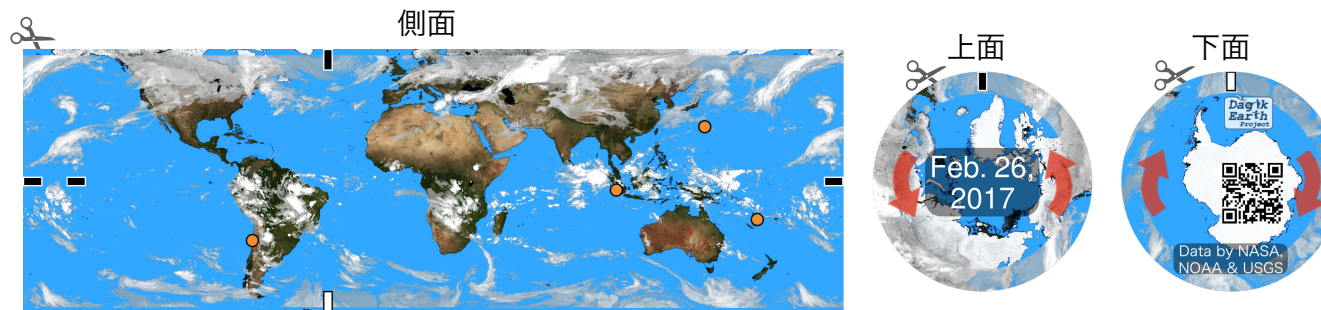 側面
上面
下面
Feb. 26,
2017
Dagik
Earth
Project
Data by NASA,
NOAA & USGS